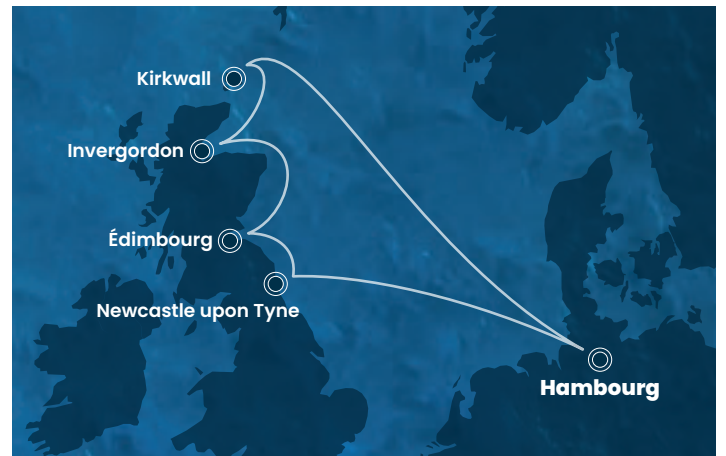 Kirkwall
Invergordon
Édimbourg
Newcastle upon Tyne
Hambourg